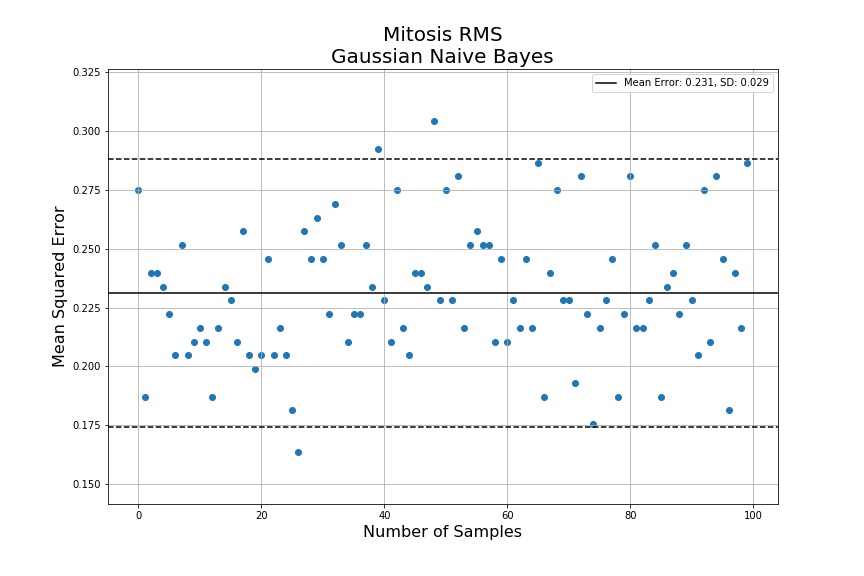 Mitosis RMS
Gaussian Naive Bayes
Mean Error: 0.231, SD: 0.029
Mean Squared Error
0.325
0.300
0.275
0.250
0.225
0.200
0.175
0.150
0 20 40 60 80 100
Number of Samples